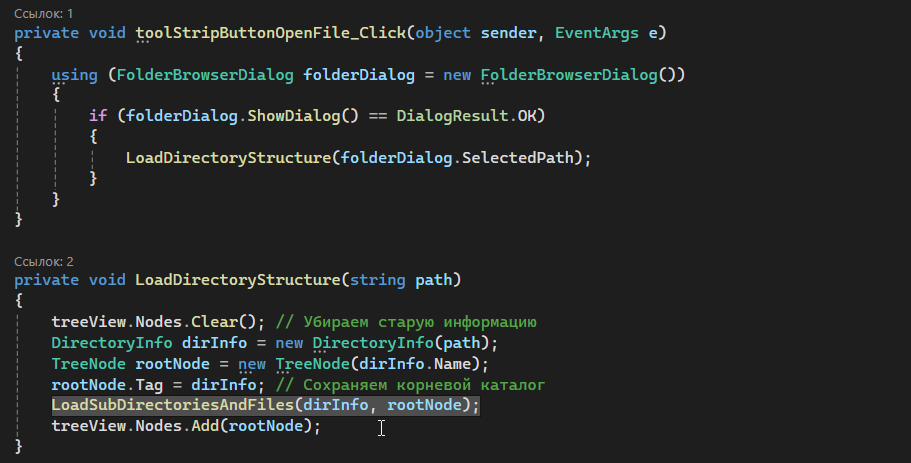 Ссылок: 1
private void toolStripButtonOpenFile_Click(object sender, EventArgs e)
{
using (FolderBrowserDialog folderDialog = new FolderBrowserDialog())
{
if (folderDialog.ShowDialog() == DialogResult.OK)
{
LoadDirectoryStructure(folderDialog.SelectedPath);
}
}
}
Ссылок: 2
private void LoadDirectoryStructure(string path)
{
treeView.Nodes.Clear(); // Убираем старую информацию
DirectoryInfo dirInfo = new DirectoryInfo(path);
TreeNode rootNode = new TreeNode(dirInfo.Name);
rootNode.Tag = dirInfo; // Сохраняем корневой каталог
LoadSubDirectoriesAndFiles(dirInfo, rootNode);
treeView.Nodes.Add(rootNode);
}